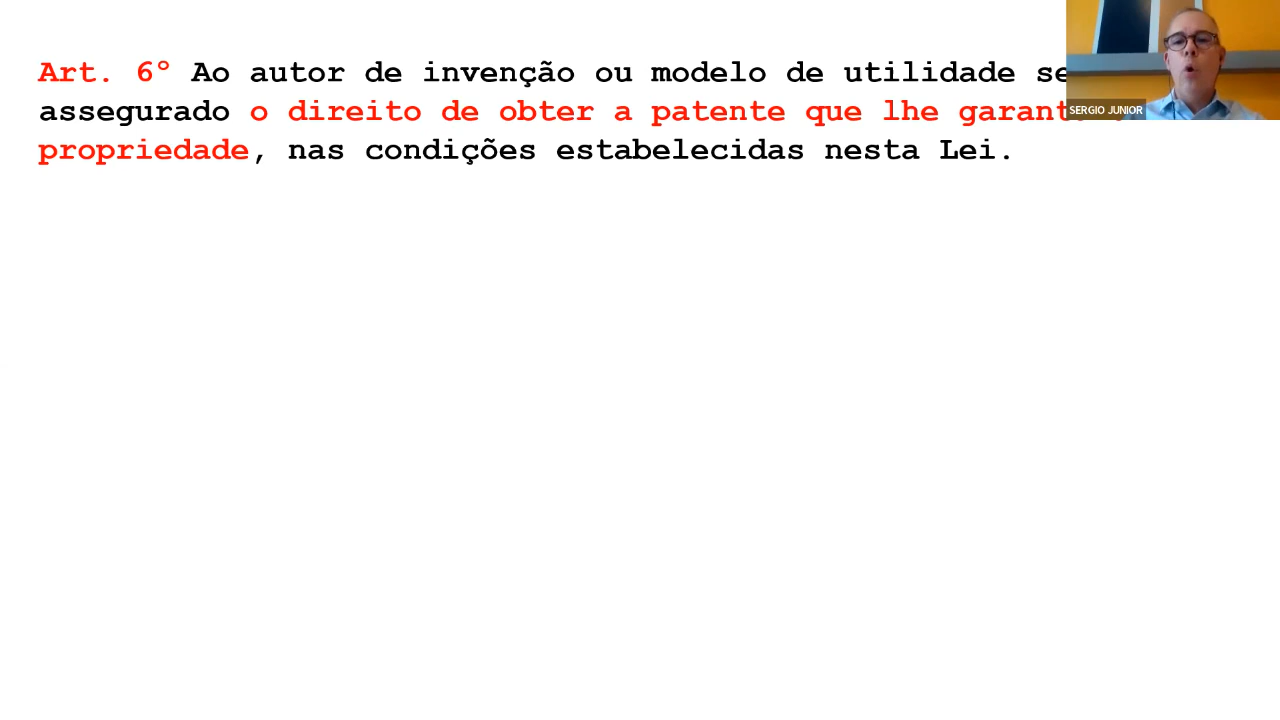 Art. 6º Ao autor de invenção ou modelo de utilidade
assegurado o direito de obter a patente que lhe
propriedade, nas condições estabelecidas nesta Lei.
SERGIO JUNIOR